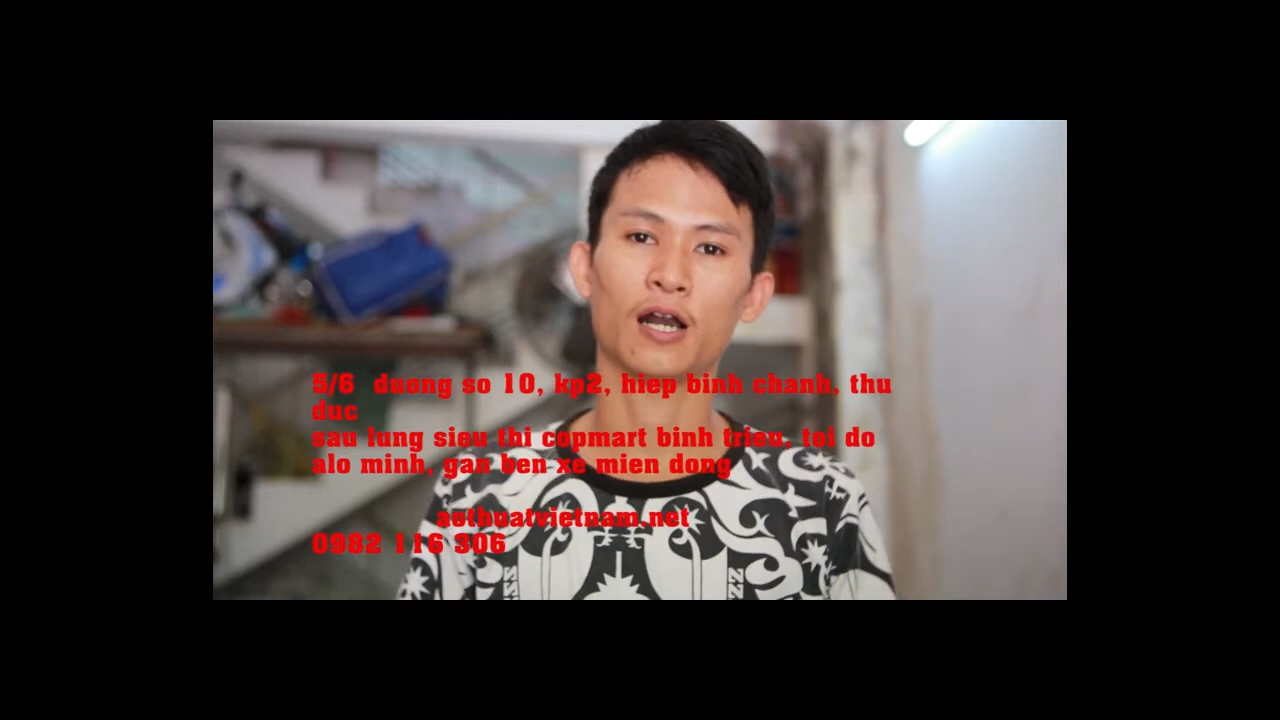 5/6 duong so 10, kp2, hiep binh chanh, thu
duc
sau lung sieu thi copmart binh trieu, toi do
alo minh, gan ben xe mien dong
aothuatvietnam.net
0982 116 306